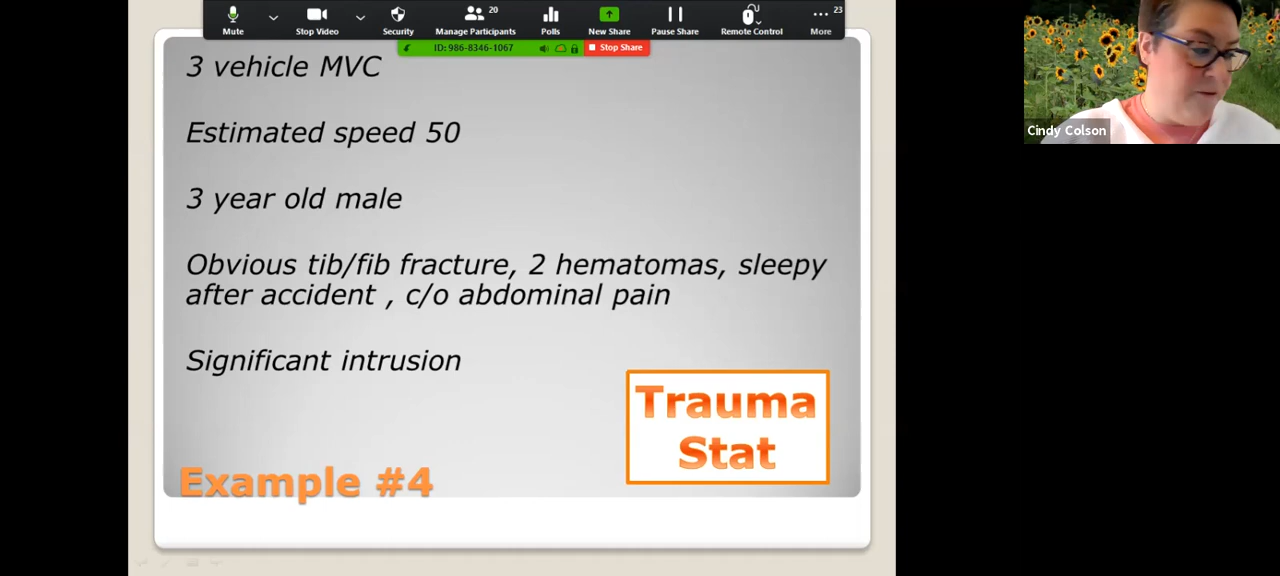 Mute
Stop Video
Security
20
Manage Participants
Polls
New Share
Pause Share
Remote Control
23
More
ID: 986-8346-1067
Stop Share
Cindy Colson
3 vehicle MVC
Estimated speed 50
3 year old male
Obvious tib/fib fracture, 2 hematomas, sleepy
after accident , c/o abdominal pain
Significant intrusion
Trauma
Stat
Example #4